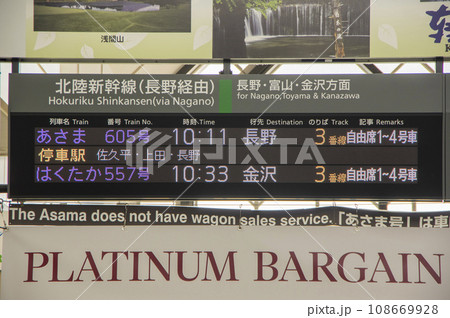 浅間山
軽
北陸新幹線(長野経由)
Hokuriku Shinkansen(via Nagano)
長野・富山・金沢方面
for Nagano,Toyama & Kanazawa
列車名 Train 番号 Train No. 時刻 Time 行先 Destination のりば Track 記事 Remarks
あさま 605号 10:11 長野 3番線 自由席1~4号車
停車駅 佐久平・上田・長野
はくたか 557号 10:33 金沢 3番線 自由席1~4号車
The Asama does not have wagon sales service.「あさま号」は車
PLATINUM BARGAIN
108669928